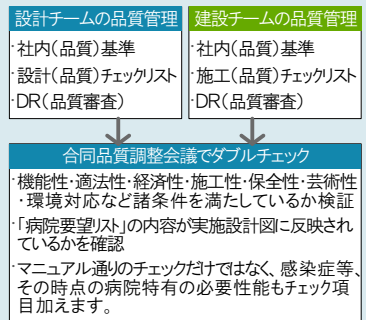 設計チームの品質管理
・社内(品質)基準
・設計(品質)チェックリスト
・DR(品質審査)
建設チームの品質管理
・社内(品質)基準
・施工(品質)チェックリスト
・DR(品質審査)
合同品質調整会議でダブルチェック
・機能性・適法性・経済性・施工性・保全性・芸術性
・環境対応など諸条件を満たしているか検証
・「病院要望リスト」の内容が実施設計図に反映され
ているかを確認
・マニュアル通りのチェックだけではなく、感染症等、
その時点の病院特有の必要性能もチェック項
目加えます。